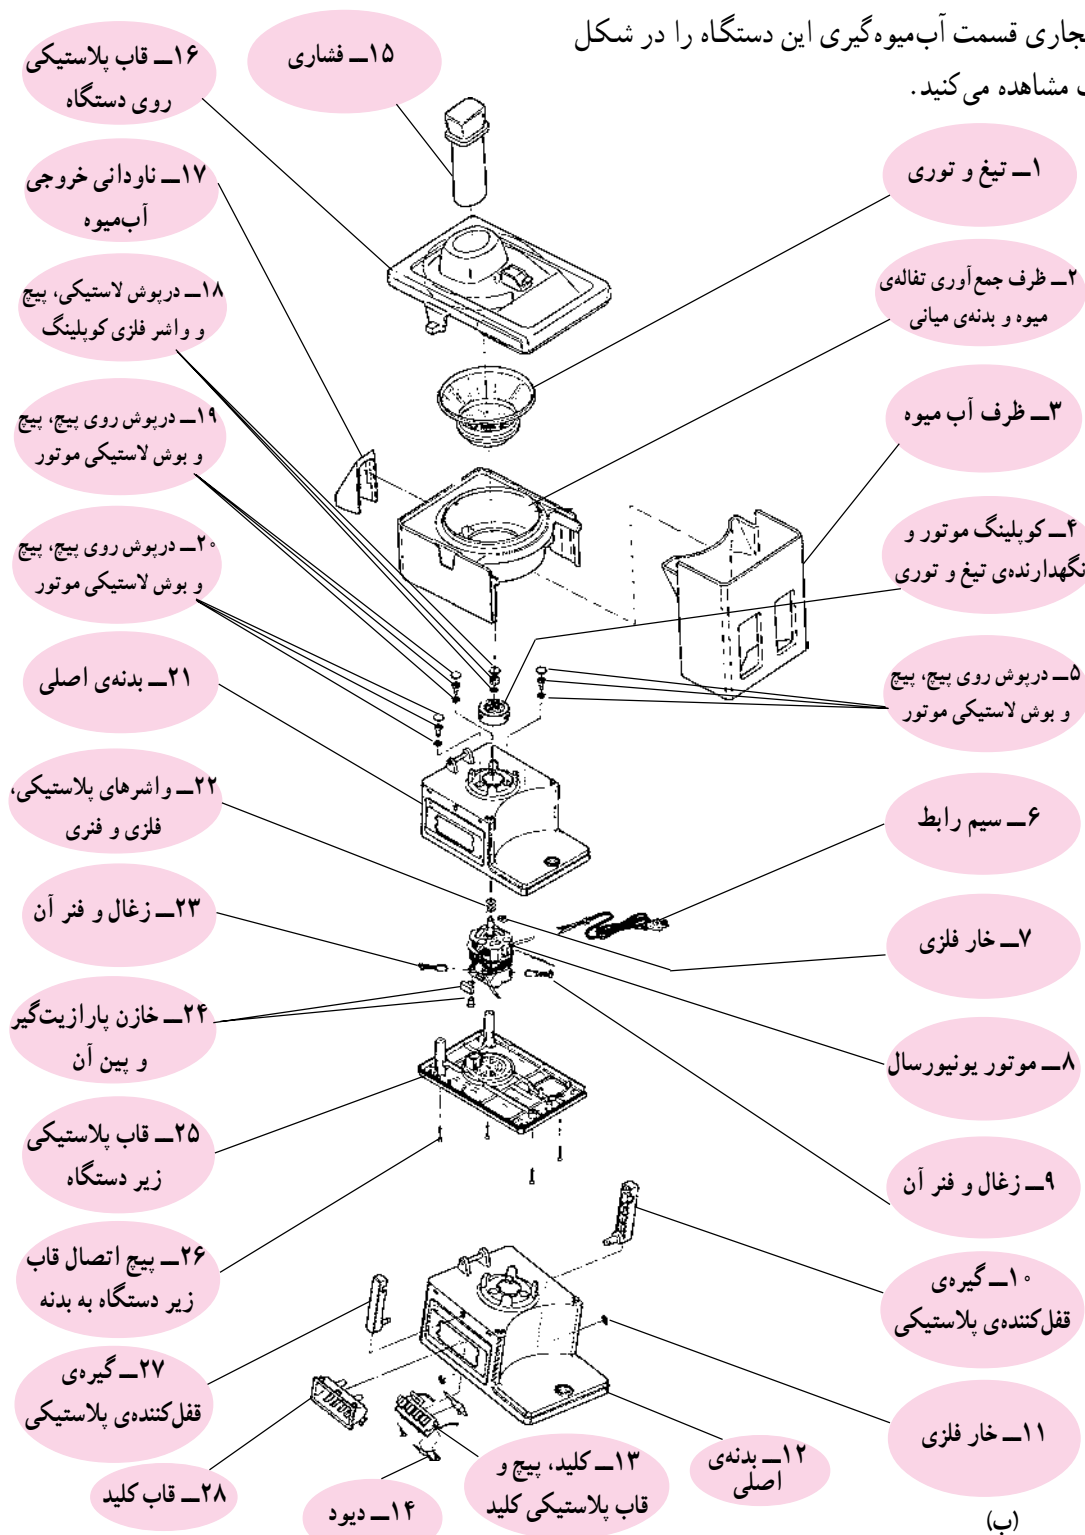 جاری قسمت آب‌میوه‌گیری این دستگاه را در شکل
مشاهده می‌کنید.
۱ــ تیغ و توری
۲ــ ظرف جمع‌آوری تفاله‌ی
میوه و بدنه‌ی میانی
۳ــ ظرف آب میوه
۴ــ کوپلینگ موتور و
نگهدارنده‌ی تیغ و توری
۵ــ درپوش روی پیچ، پیچ
و بوش لاستیکی موتور
۶ــ سیم رابط
۷ــ خار فلزی
۸ــ موتور یونیورسال
۹ــ زغال و فنر آن
۱۰ــ گیره‌ی
قفل‌کننده‌ی پلاستیکی
۱۱ــ خار فلزی
۱۲ــ بدنه‌ی
اصلی
۱۳ــ کلید، پیچ و
قاب پلاستیکی کلید
۱۴ــ دیود
۱۵ــ فشاری
۱۶ــ قاب پلاستیکی
روی دستگاه
۱۷ــ ناودانی خروجی
آب‌میوه
۱۸ــ درپوش لاستیکی، پیچ
و واشر فلزی کوپلینگ
۱۹ــ درپوش روی پیچ، پیچ
و بوش لاستیکی موتور
۲۰ــ درپوش روی پیچ، پیچ
و بوش لاستیکی موتور
۲۱ــ بدنه‌ی اصلی
۲۲ــ واشرهای پلاستیکی،
فلزی و فنری
۲۳ــ زغال و فنر آن
۲۴ــ خازن پارازیت‌گیر
و پین آن
۲۵ــ قاب پلاستیکی
زیر دستگاه
۲۶ــ پیچ اتصال قاب
زیر دستگاه به بدنه
۲۷ــ گیره‌ی
قفل‌کننده‌ی پلاستیکی
۲۸ــ قاب کلید
(ب)